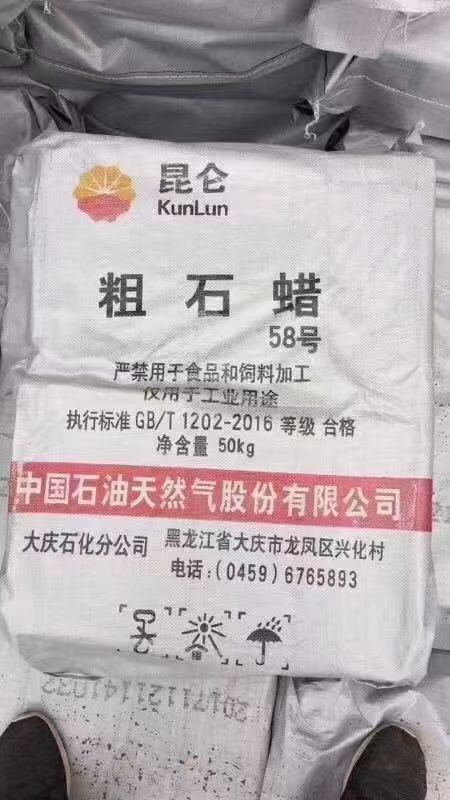 昆仑
KunLun
粗石蜡
58号
严禁用于食品和饲料加工
仅用于工业用途
执行标准 GB/T 1202-2016 等级 合格
净含量 50kg
中国石油天然气股份有限公司
大庆石化分公司
黑龙江省大庆市龙凤区兴化村
电话:(0459)6765893